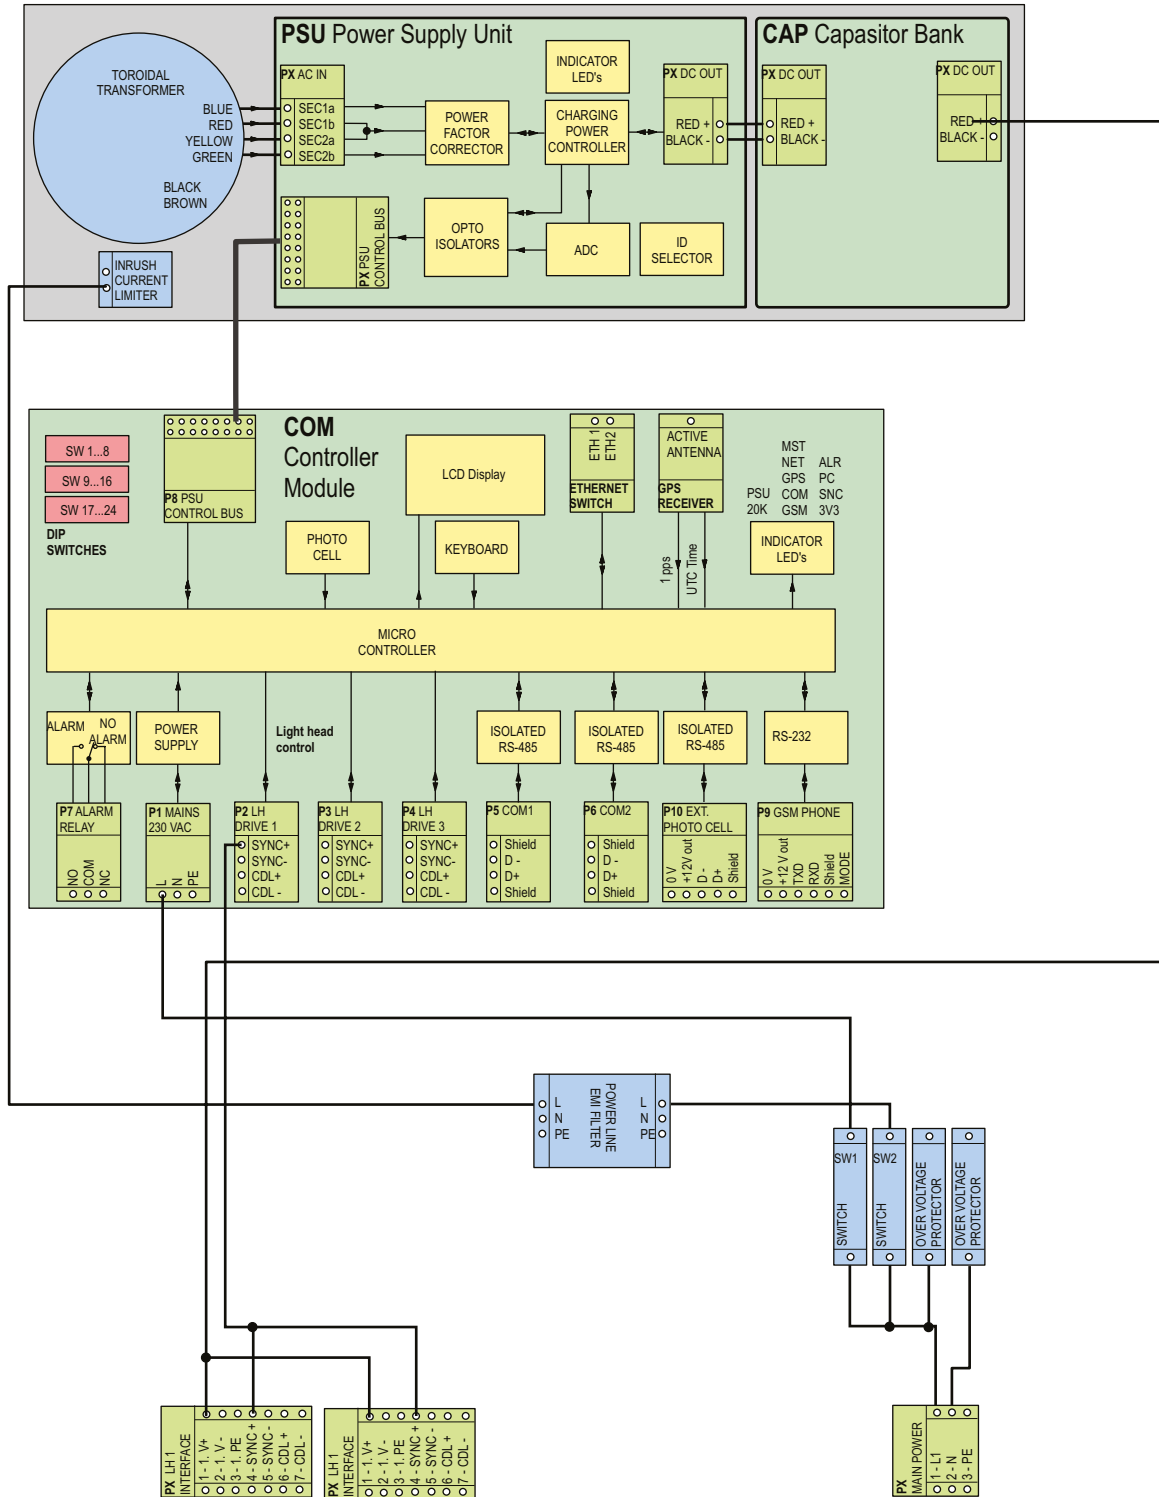 PSU Power Supply Unit
CAP Capasitor Bank
TOROIDAL
TRANSFORMER
BLUE
RED
YELLOW
GREEN
BLACK
BROWN
INRUSH
CURRENT
LIMITER
PX AC IN
SEC1a
SEC1b
SEC2a
SEC2b
POWER
FACTOR
CORRECTOR
INDICATOR
LED's
CHARGING
POWER
CONTROLLER
PX DC OUT
RED +
BLACK -
PX DC OUT
RED +
BLACK -
PX DC OUT
RED +
BLACK -
PX PSU
CONTROL BUS
OPTO
ISOLATORS
ADC
ID
SELECTOR
COM
Controller
Module
SW 1...8
SW 9...16
SW 17...24
DIP
SWITCHES
P8 PSU
CONTROL BUS
PHOTO
CELL
LCD Display
KEYBOARD
ETH 1
ETH2
ETHERNET
SWITCH
ACTIVE
ANTENNA
GPS
RECEIVER
1 pps
UTC Time
MST
NET ALR
GPS PC
PSU COM SNC
20K GSM 3V3
INDICATOR
LED's
MICRO
CONTROLLER
ALARM
NO
ALARM
POWER
SUPPLY
Light head
control
ISOLATED
RS-485
ISOLATED
RS-485
ISOLATED
RS-485
RS-232
P7 ALARM
RELAY
NO
COM
NC
P1 MAINS
230 VAC
L
N
PE
P2 LH
DRIVE 1
SYNC+
SYNC-
CDL+
CDL -
P3 LH
DRIVE 2
SYNC+
SYNC-
CDL+
CDL -
P4 LH
DRIVE 3
SYNC+
SYNC-
CDL+
CDL -
P5 COM1
Shield
D -
D+
Shield
P6 COM2
Shield
D -
D+
Shield
P10 EXT.
PHOTO CELL
0 V
+12V out
D -
D+
Shield
P9 GSM PHONE
0 V
+12 V out
TXD
RXD
Shield
MODE
L
N
PE
POWER LINE
EMI FILTER
L
N
PE
SW1
SWITCH
SW2
SWITCH
OVER VOLTAGE
PROTECTOR
OVER VOLTAGE
PROTECTOR
PX LH 1
INTERFACE
1 - 1. V+
2 - 1. V -
3 - 1. PE
4 - SYNC +
5 - SYNC -
6 - CDL +
7 - CDL -
PX LH 1
INTERFACE
1 - 1. V+
2 - 1. V -
3 - 1. PE
4 - SYNC +
5 - SYNC -
6 - CDL +
7 - CDL -
PX
MAIN POWER
1 - L1
2 - N
3 - PE